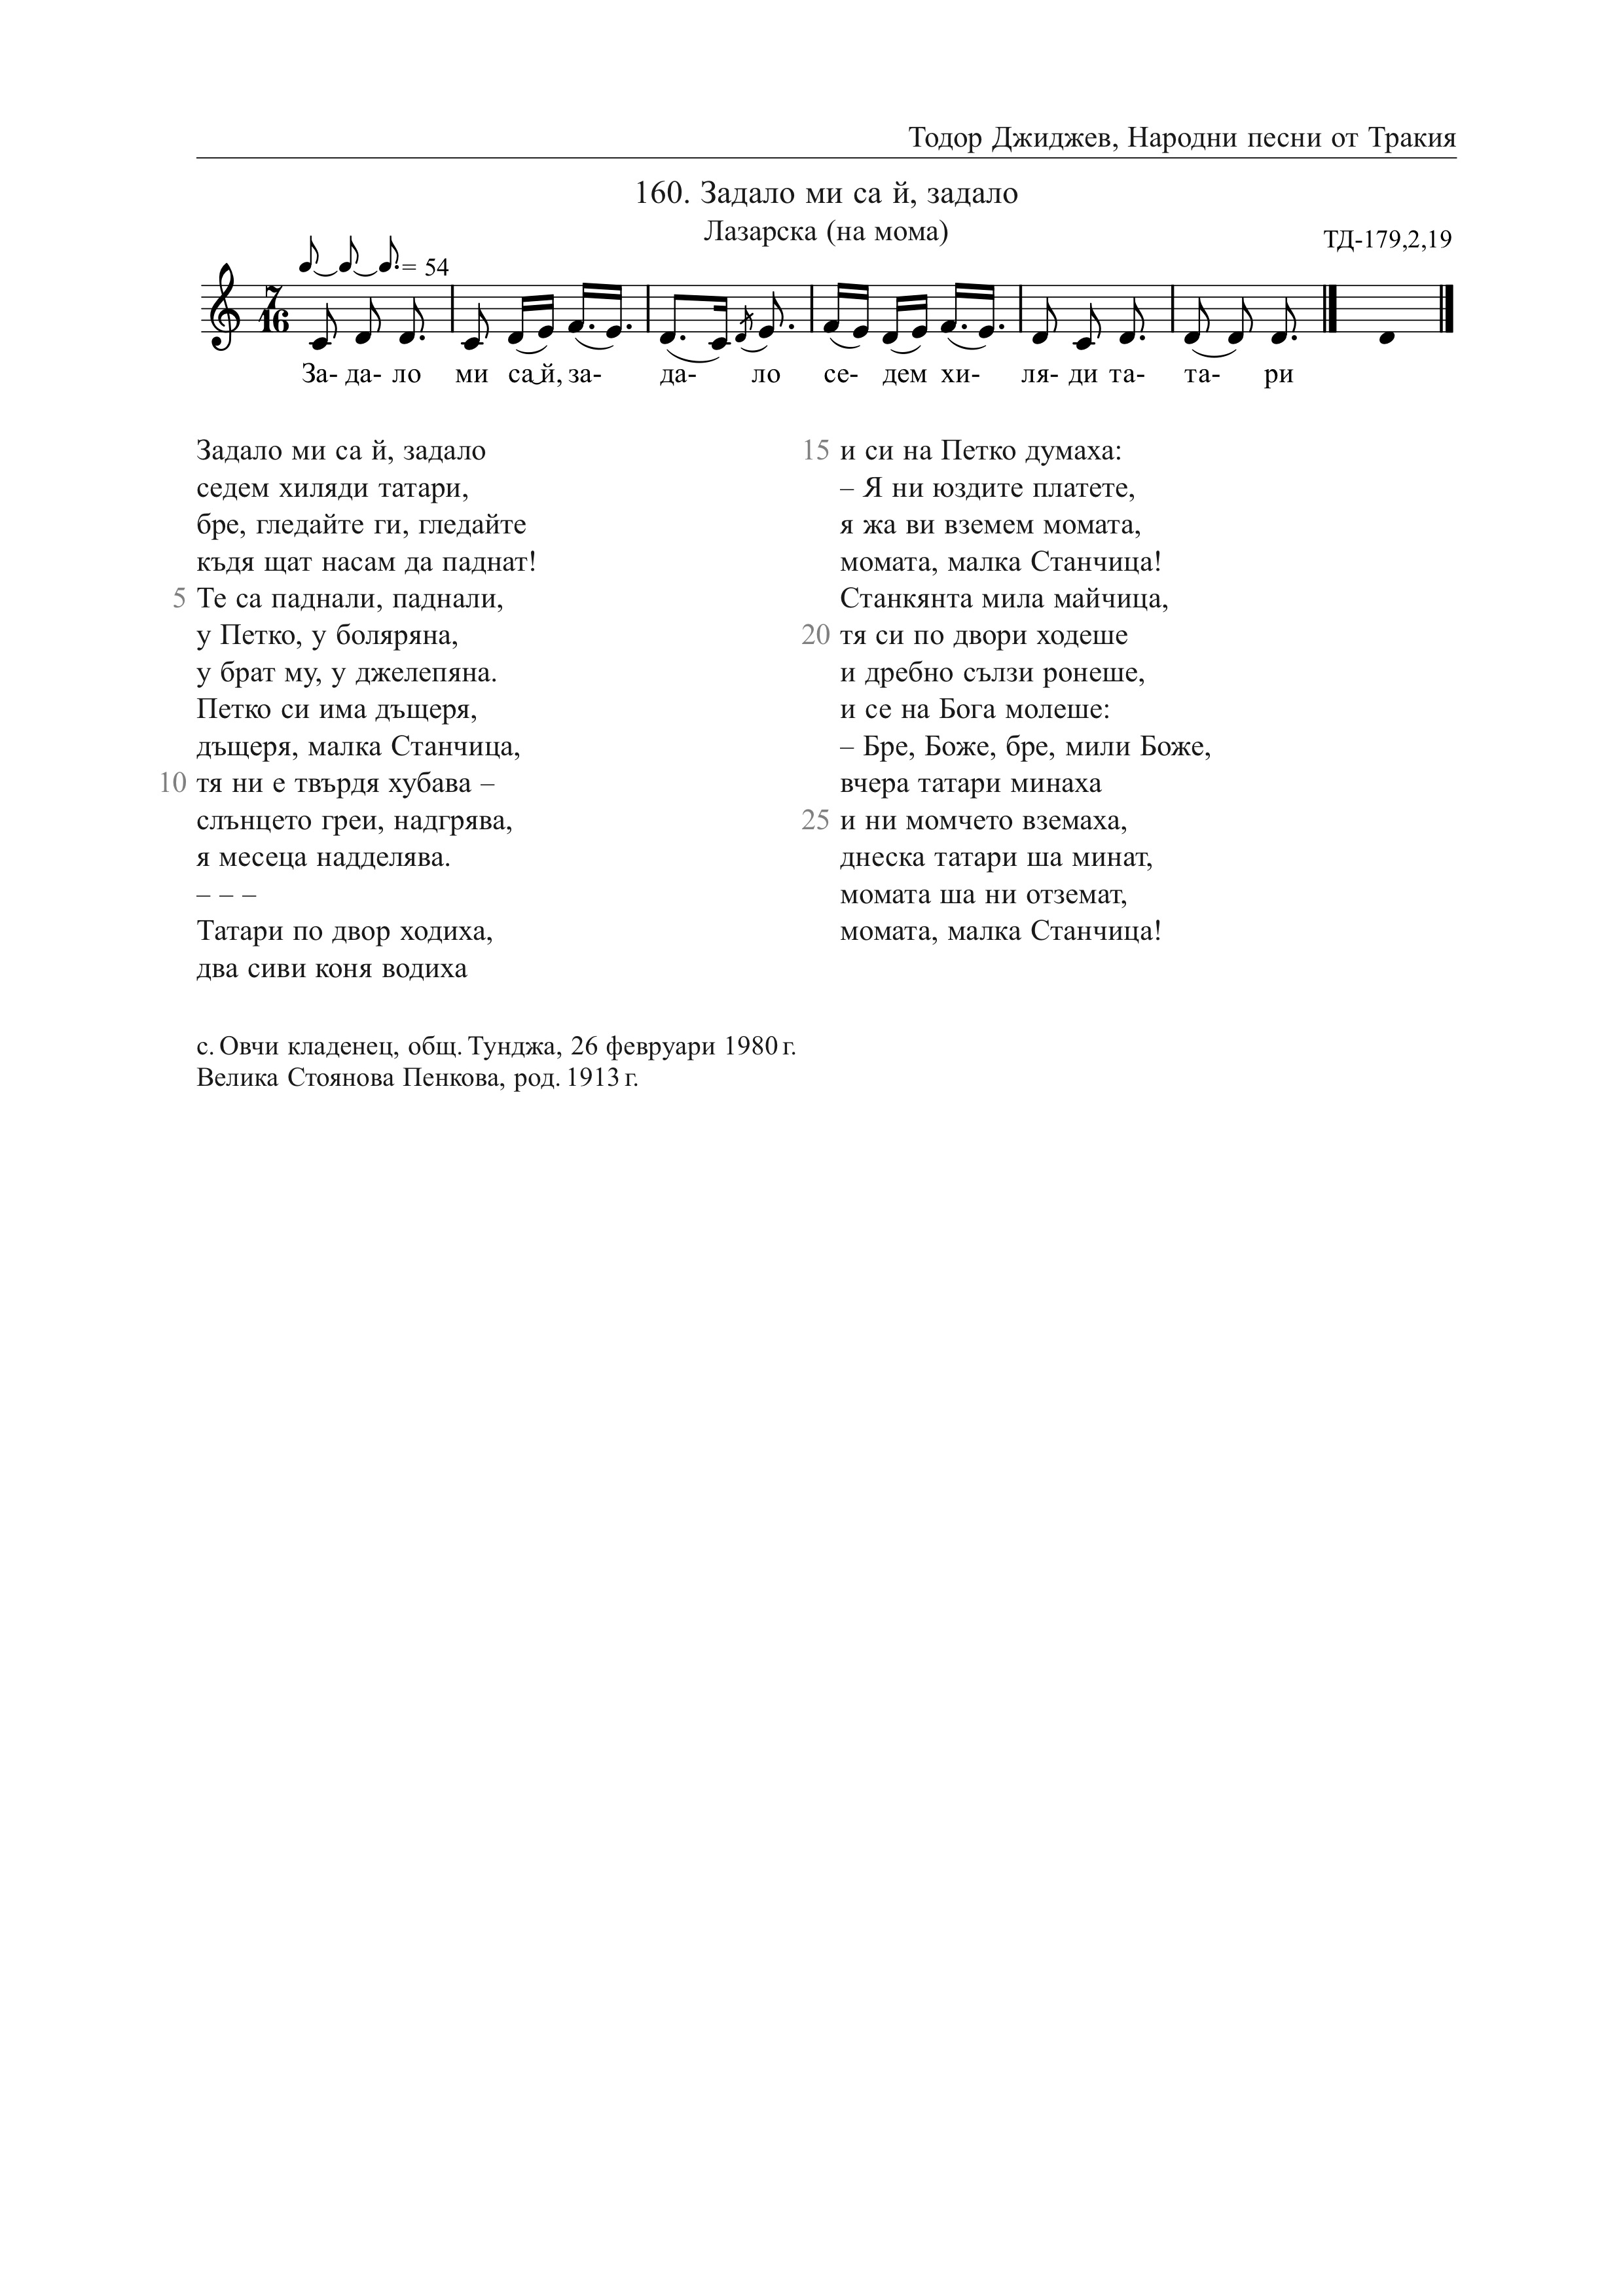 Тодор Джиджев, Народни песни от Тракия
160. Задало ми са й, задало
Лазарска (на мома)
ТД-179,2,19
= 54
7
16
За- да- ло ми са й, за- да- ло се- дем хи- ля- ди та- та- ри
Задало ми са й, задало
седем хиляди татари,
бре, гледайте ги, гледайте
къдя щат насам да паднат!
5 Те са паднали, паднали,
у Петко, у боляряна,
у брат му, у джелепяна.
Петко си има дъщеря,
дъщеря, малка Станчица,
10 тя ни е твърдя хубава –
слънцето греи, надгрява,
я месеца надделява.
– – –
Татари по двор ходиха,
два сиви коня водиха
15 и си на Петко думаха:
– Я ни юздите платете,
я жа ви вземем момата,
момата, малка Станчица!
Станкянта мила майчица,
20 тя си по двори ходеше
и дребно сълзи ронеше,
и се на Бога молеше:
– Бре, Боже, бре, мили Боже,
вчера татари минаха
25 и ни момчето вземаха,
днеска татари ша минат,
момата ша ни отземат,
момата, малка Станчица!
с. Овчи кладенец, общ. Тунджа, 26 февруари 1980 г.
Велика Стоянова Пенкова, род. 1913 г.